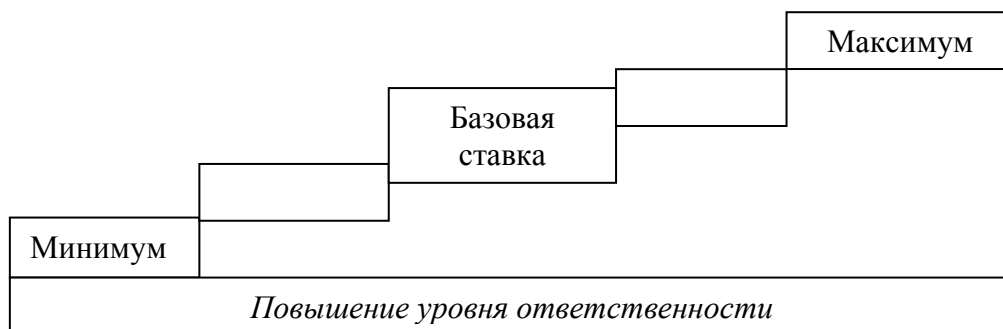 Максимум
Базовая
ставка
Минимум
Повышение уровня ответственности